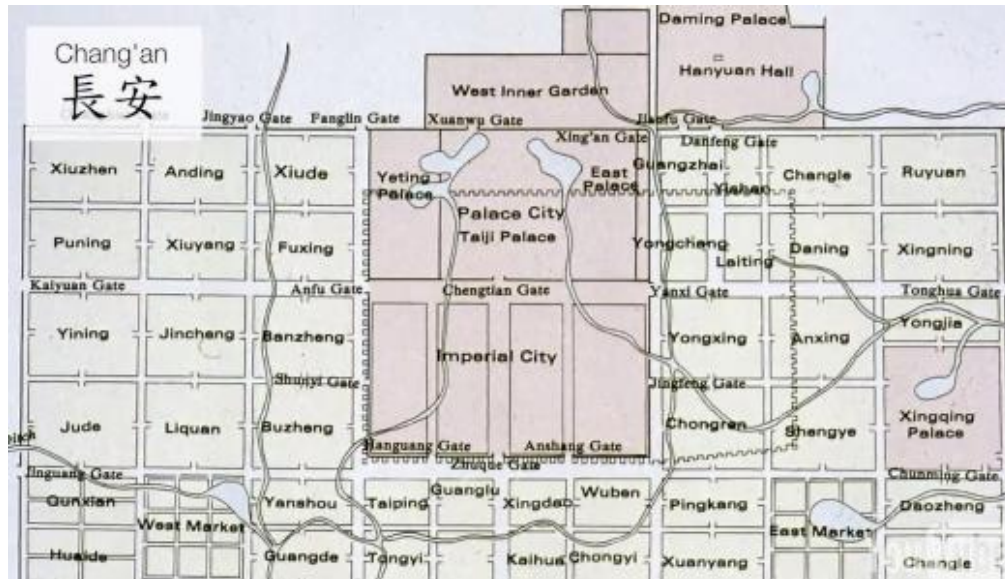 Chang'an
長安
Daming Palace
Hanyuan Hall
West Inner Garden
Jingyao Gate
Fanglin Gate
Xuanwu Gate
Jianfu Gate
Xing'an Gate
Danfeng Gate
Xiuzhen
Anding
Xiude
Yeting
Palace
East
Palace
Guangzhai
Changle
Ruyuan
Palace City
Taiji Palace
Puning
Xiuyang
Fuxing
Yongchang
Laiting
Daning
Xingning
Kaiyuan Gate
Anfu Gate
Chengtian Gate
Yanxi Gate
Tonghua Gate
Yining
Jincheng
Banzheng
Imperial City
Yongxing
Anxing
Yongjia
Jingfeng Gate
Jude
Liquan
Buzheng
Chongren
Shengye
Xingqing
Palace
Hanguang Gate
Anshang Gate
Zhuque Gate
Jinguang Gate
Chunming Gate
Qunxian
West Market
Yanshou
Taiping
Guanglu
Xingdao
Wuben
Pingkang
East Market
Daozheng
Huaide
Guangde
Tongyi
Kaihua
Chongyi
Xuanyang
Changle